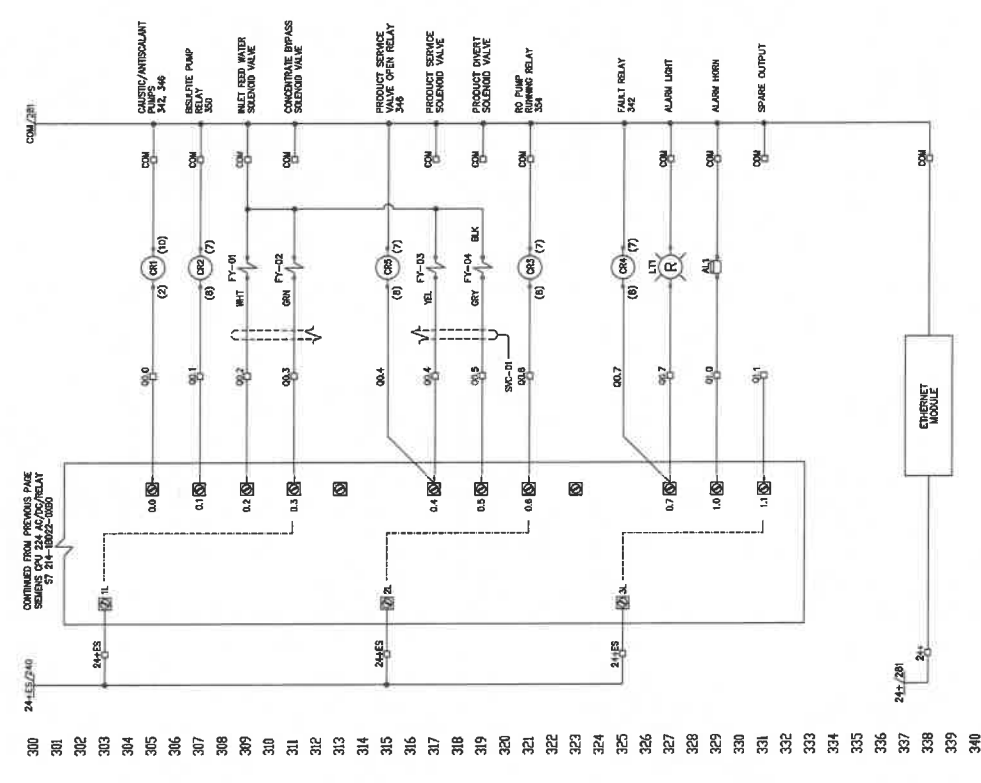 COM/281
CAUSTIC/ANTISCALANT
PUMPS
342, 346
BISULFITE PUMP
RELAY
350
INLET FEED WATER
SOLENOID VALVE
CONCENTRATE BYPASS
SOLENOID VALVE
PRODUCT SERVICE
VALVE OPEN RELAY
346
PRODUCT SERVICE
SOLENOID VALVE
PRODUCT DIVERT
SOLENOID VALVE
RO PUMP
RUNNING RELAY
354
FAULT RELAY
342
ALARM LIGHT
ALARM HORN
SPARE OUTPUT
COM
COM
COM
COM
COM
COM
COM
COM
COM
COM
COM
(10)
CR1
(2)
(7)
CR2
(8)
FY-01
WHT
FY-02
GRN
(7)
CR5
(8)
FY-03
YEL
BLK
FY-04
GRY
(7)
CR3
(8)
(7)
CR4
(8)
LT1
R
AL1
SVC-01
Q0.0
Q0.1
Q0.2
Q0.3
Q0.4
Q0.4
Q0.5
Q0.6
Q0.7
Q0.7
Q1.0
Q1.1
CONTINUED FROM PREVIOUS PAGE
SIEMENS CPU 224 AC/DC/RELAY
S7 214-1BD22-0XB0
0.0
0.1
0.2
0.3
0.4
0.5
0.6
0.7
1.0
1.1
1L
2L
3L
24+ES
24+ES
24+ES
24+ES/240
ETHERNET
MODULE
24+
24+/281
300
301
302
303
304
305
306
307
308
309
310
311
312
313
314
315
316
317
318
319
320
321
322
323
324
325
326
327
328
329
330
331
332
333
334
335
336
337
338
339
340